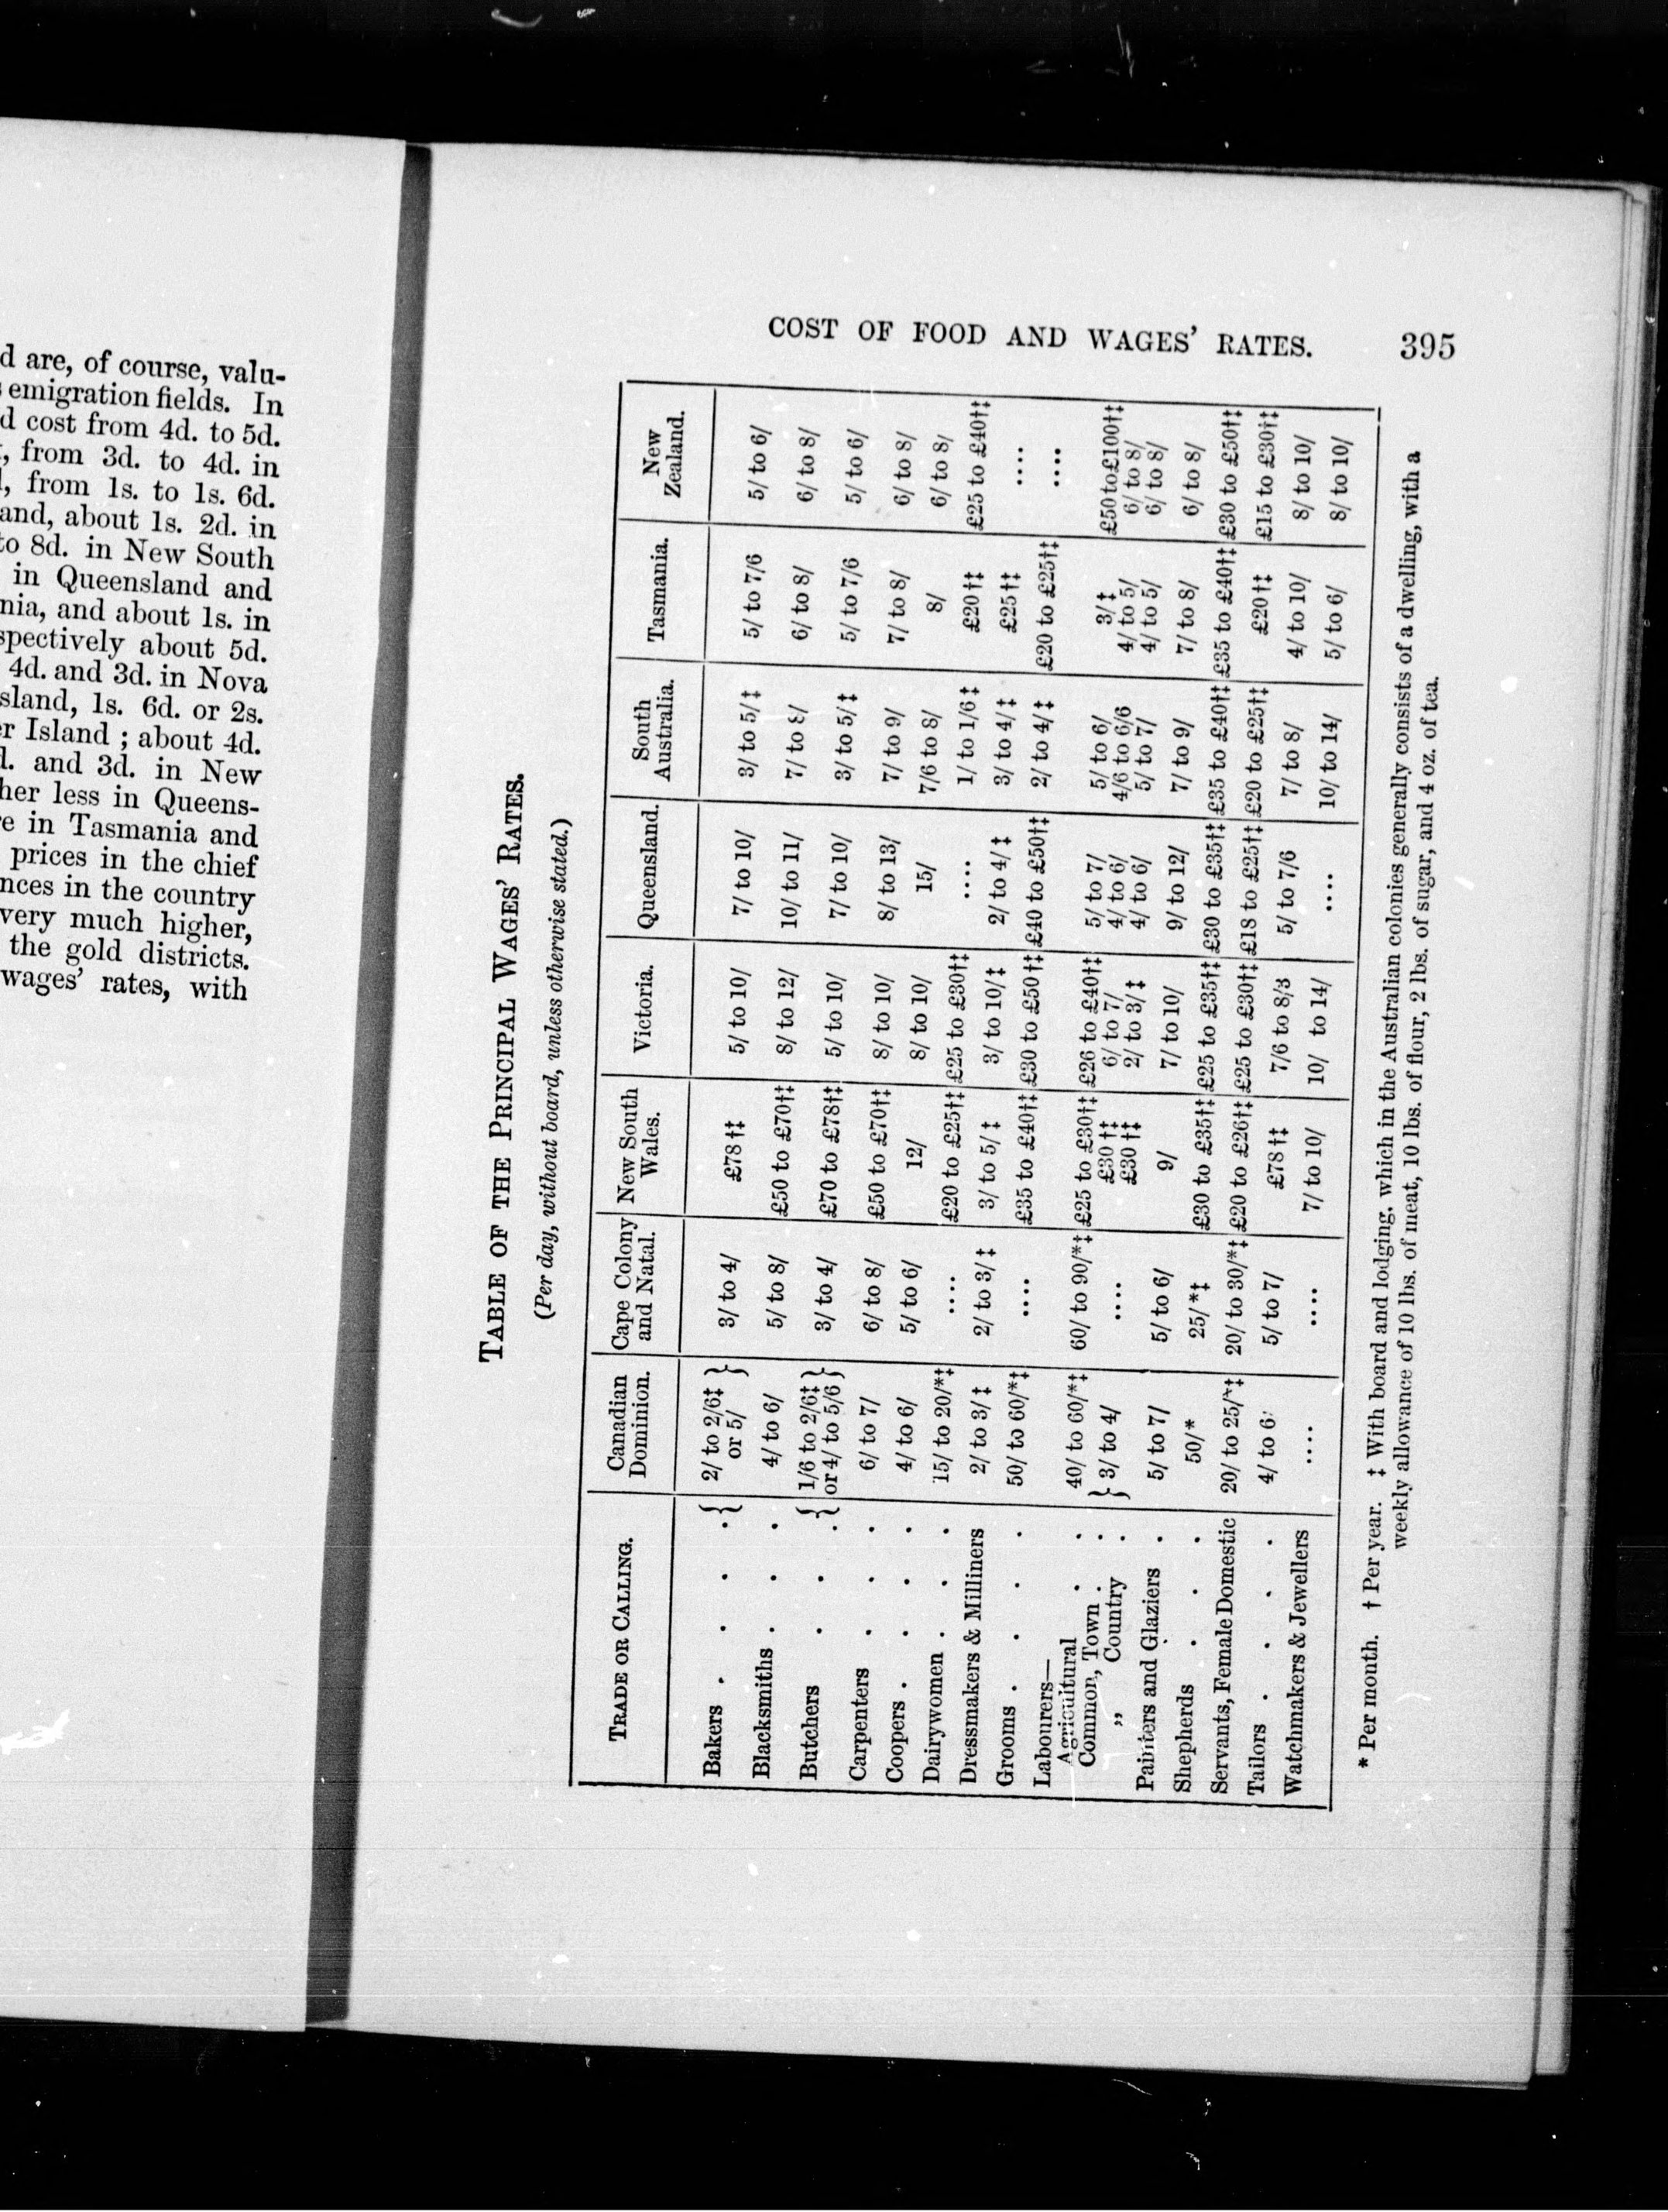 d are, of course, valu-
emigration fields. In
d cost from 4d. to 5d.
, from 3d. to 4d. in
, from 1s. to 1s. 6d.
and, about 1s. 2d. in
to 8d. in New South
in Queensland and
nia, and about 1s. in
spectively about 5d.
4d. and 3d. in Nova
sland, 1s. 6d. or 2s.
er Island ; about 4d.
d. and 3d. in New
her less in Queens-
e in Tasmania and
prices in the chief
nces in the country
very much higher,
the gold districts.
wages' rates, with
COST OF FOOD AND WAGES' RATES. 395
TABLE OF THE PRINCIPAL WAGES' RATES.
(Per day, without board, unless otherwise stated.)
TRADE OR CALLING. | Canadian Dominion. | Cape Colony and Natal. | New South Wales. | Victoria. | Queensland. | South Australia. | Tasmania. | New Zealand.
Bakers . . . . { 2/ to 2/6‡ or 5/ } | 3/ to 4/ | £78†‡ | 5/ to 10/ | 7/ to 10/ | 3/ to 5/‡ | 5/ to 7/6 | 5/ to 6/
Blacksmiths . . . | 4/ to 6/ | 5/ to 8/ | £50 to £70†‡ | 8/ to 12/ | 10/ to 11/ | 7/ to 8/ | 6/ to 8/ | 6/ to 8/
Butchers . . . { 1/6 to 2/6‡ or 4/ to 5/6 } | 3/ to 4/ | £70 to £78†‡ | 5/ to 10/ | 7/ to 10/ | 3/ to 5/‡ | 5/ to 7/6 | 5/ to 6/
Carpenters . . . | 6/ to 7/ | 6/ to 8/ | £50 to £70†‡ | 8/ to 10/ | 8/ to 13/ | 7/ to 9/ | 7/ to 8/ | 6/ to 8/
Coopers . . . . | 4/ to 6/ | 5/ to 6/ | 12/ | 8/ to 10/ | 15/ | 7/6 to 8/ | 8/ | 6/ to 8/
Dairywomen . . . | 15/ to 20/*‡ | .... | £20 to £25†‡ | £25 to £30†‡ | .... | 1/ to 1/6‡ | £20†‡ | £25 to £40†‡
Dressmakers & Milliners | 2/ to 3/‡ | 2/ to 3/‡ | 3/ to 5/‡ | 3/ to 10/‡ | 2/ to 4/‡ | 3/ to 4/‡ | £25†‡ | ....
Grooms . . . . | 50/ to 60/*‡ | .... | £35 to £40†‡ | £30 to £50†‡ | £40 to £50†‡ | 2/ to 4/‡ | £20 to £25†‡ | ....
Labourers—
Agricultural . . | 40/ to 60/*‡ | 60/ to 90/*‡ | £25 to £30†‡ | £26 to £40†‡ | 5/ to 7/ | 5/ to 6/ | 3/‡ | £50 to £100†‡
Common, Town . . } 3/ to 4/ | .... | £30†‡ | 6/ to 7/ | 4/ to 6/ | 4/6 to 6/6 | 4/ to 5/ | 6/ to 8/
„ Country . | £30†‡ | 2/ to 3/‡ | 4/ to 6/ | 5/ to 7/ | 4/ to 5/ | 6/ to 8/
Painters and Glaziers . | 5/ to 7/ | 5/ to 6/ | 9/ | 7/ to 10/ | 9/ to 12/ | 7/ to 9/ | 7/ to 8/ | 6/ to 8/
Shepherds . . . | 50/* | 25/*‡ | £30 to £35†‡ | £25 to £35†‡ | £30 to £35†‡ | £35 to £40†‡ | £35 to £40†‡ | £30 to £50†‡
Servants, Female Domestic | 20/ to 25/*‡ | 20/ to 30/*‡ | £20 to £26†‡ | £25 to £30†‡ | £18 to £25†‡ | £20 to £25†‡ | £20†‡ | £15 to £30†‡
Tailors . . . . | 4/ to 6/ | 5/ to 7/ | £78†‡ | 7/6 to 8/3 | 5/ to 7/6 | 7/ to 8/ | 4/ to 10/ | 8/ to 10/
Watchmakers & Jewellers | .... | .... | 7/ to 10/ | 10/ to 14/ | .... | 10/ to 14/ | 5/ to 6/ | 8/ to 10/
* Per month. † Per year. ‡ With board and lodging, which in the Australian colonies generally consists of a dwelling, with a
weekly allowance of 10 lbs. of meat, 10 lbs. of flour, 2 lbs. of sugar, and 4 oz. of tea.